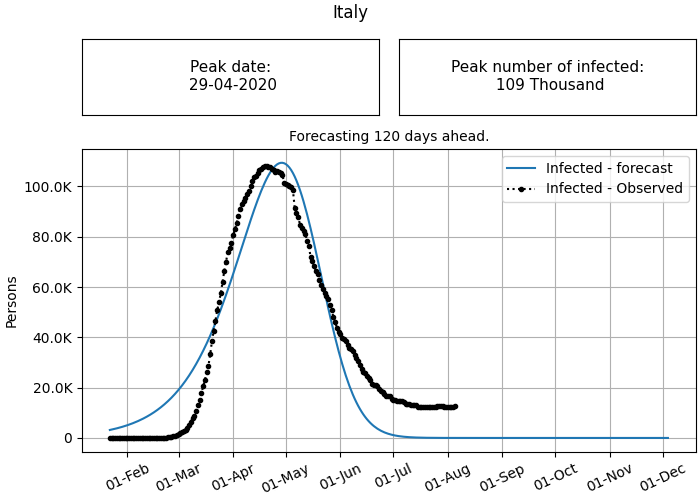 Italy
Peak date:
29-04-2020
Peak number of infected:
109 Thousand
Forecasting 120 days ahead.
Infected - forecast
Infected - Observed
Persons
100.0K
80.0K
60.0K
40.0K
20.0K
0
01-Feb
01-Mar
01-Apr
01-May
01-Jun
01-Jul
01-Aug
01-Sep
01-Oct
01-Nov
01-Dec